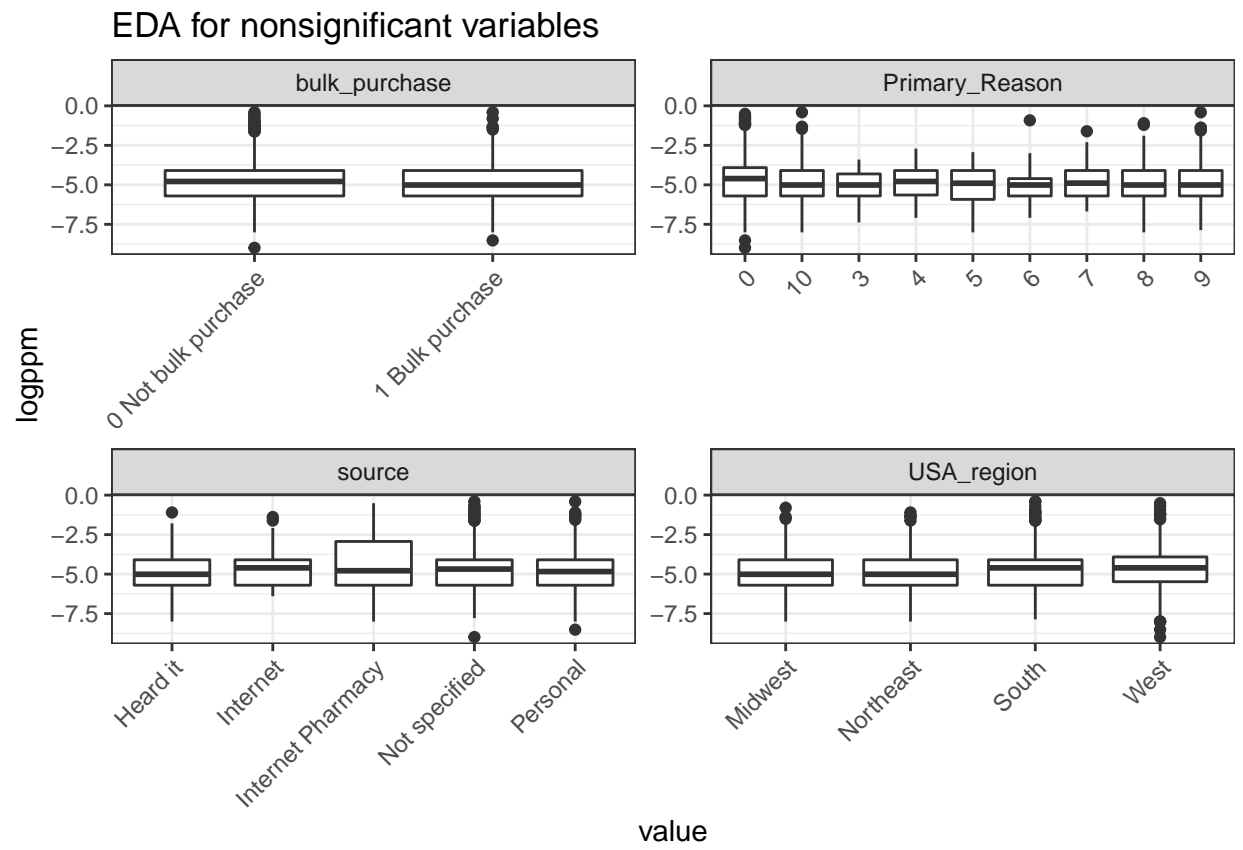 EDA for nonsignificant variables
bulk_purchase
Primary_Reason
0.0
−2.5
−5.0
−7.5
0.0
−2.5
−5.0
−7.5
0 Not bulk purchase
1 Bulk purchase
0
10
3
4
5
6
7
8
9
logppm
source
USA_region
0.0
−2.5
−5.0
−7.5
0.0
−2.5
−5.0
−7.5
Heard it
Internet
Internet Pharmacy
Not specified
Personal
Midwest
Northeast
South
West
value